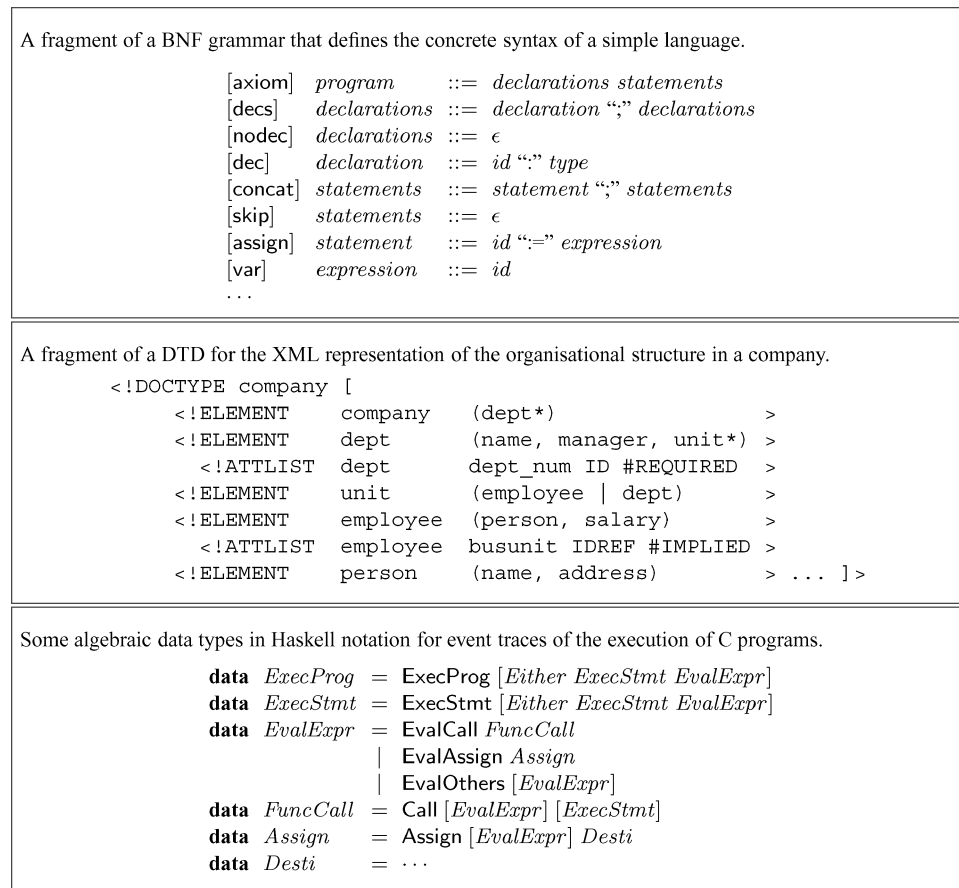 A fragment of a BNF grammar that defines the concrete syntax of a simple language.
[axiom] program ::= declarations statements
[decs] declarations ::= declaration “;” declarations
[nodec] declarations ::= ϵ
[dec] declaration ::= id “:” type
[concat] statements ::= statement “;” statements
[skip] statements ::= ϵ
[assign] statement ::= id “:=” expression
[var] expression ::= id
· · ·
A fragment of a DTD for the XML representation of the organisational structure in a company.
<!DOCTYPE company [
<!ELEMENT company (dept*) >
<!ELEMENT dept (name, manager, unit*) >
<!ATTLIST dept dept_num ID #REQUIRED >
<!ELEMENT unit (employee | dept) >
<!ELEMENT employee (person, salary) >
<!ATTLIST employee busunit IDREF #IMPLIED >
<!ELEMENT person (name, address) > ... ]>
Some algebraic data types in Haskell notation for event traces of the execution of C programs.
data ExecProg = ExecProg [Either ExecStmt EvalExpr]
data ExecStmt = ExecStmt [Either ExecStmt EvalExpr]
data EvalExpr = EvalCall FuncCall
| EvalAssign Assign
| EvalOthers [EvalExpr]
data FuncCall = Call [EvalExpr] [ExecStmt]
data Assign = Assign [EvalExpr] Desti
data Desti = · · ·